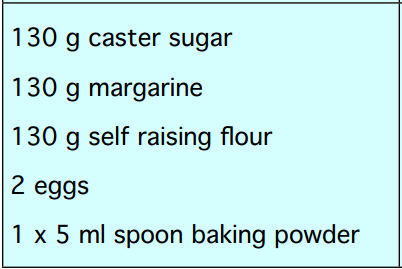 130 g caster sugar
130 g margarine
130 g self raising flour
2 eggs
1 x 5 ml spoon baking powder